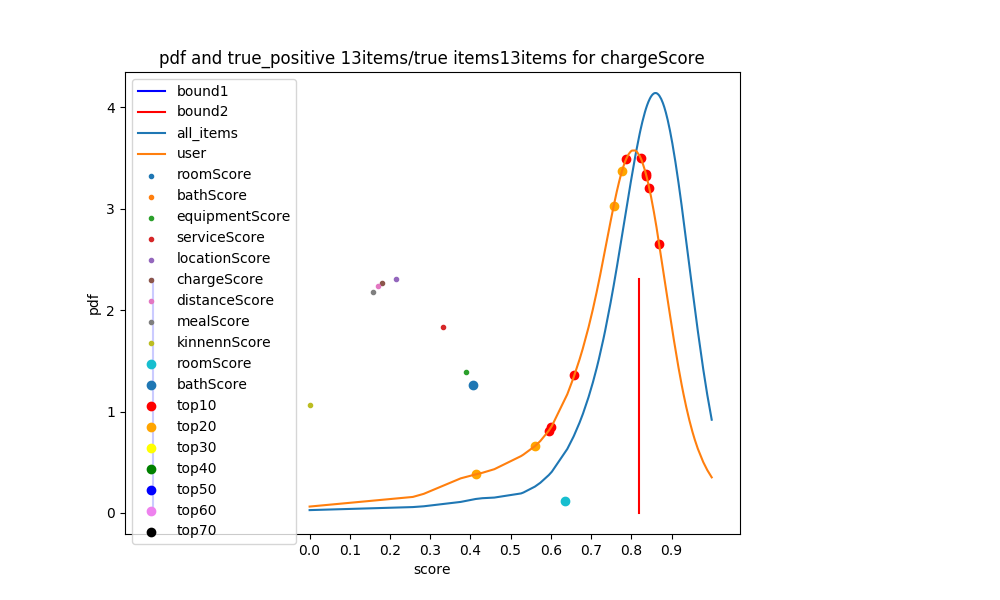 pdf and true_positive 13items/true items13items for chargeScore
bound1
bound2
all_items
user
roomScore
bathScore
equipmentScore
serviceScore
locationScore
chargeScore
distanceScore
mealScore
kinnennScore
roomScore
bathScore
top10
top20
top30
top40
top50
top60
top70
4
3
2
1
0
pdf
0.0 0.1 0.2 0.3 0.4 0.5 0.6 0.7 0.8 0.9
score